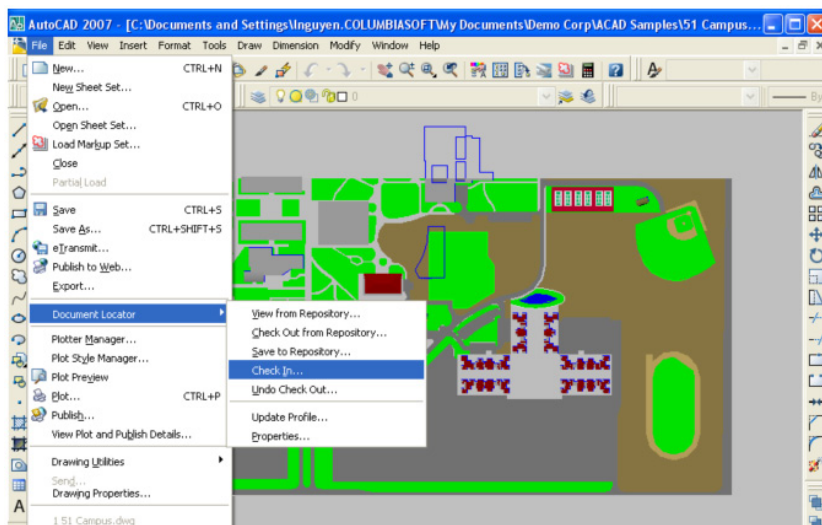 AutoCAD 2007 - [C:\Documents and Settings\lnguyen.COLUMBIASOFT\My Documents\Demo Corp\ACAD Samples\51 Campus...
File Edit View Insert Format Tools Draw Dimension Modify Window Help
New... CTRL+N
New Sheet Set...
Open... CTRL+O
Open Sheet Set...
Load Markup Set...
Close
Partial Load
Save CTRL+S
Save As... CTRL+SHIFT+S
eTransmit...
Publish to Web...
Export...
Document Locator
Plotter Manager...
Plot Style Manager...
Plot Preview
Plot... CTRL+P
Publish...
View Plot and Publish Details...
Drawing Utilities
Send...
Drawing Properties...
1 51 Campus.dwg
View from Repository...
Check Out from Repository...
Save to Repository...
Check In...
Undo Check Out...
Update Profile...
Properties...
0
By
A